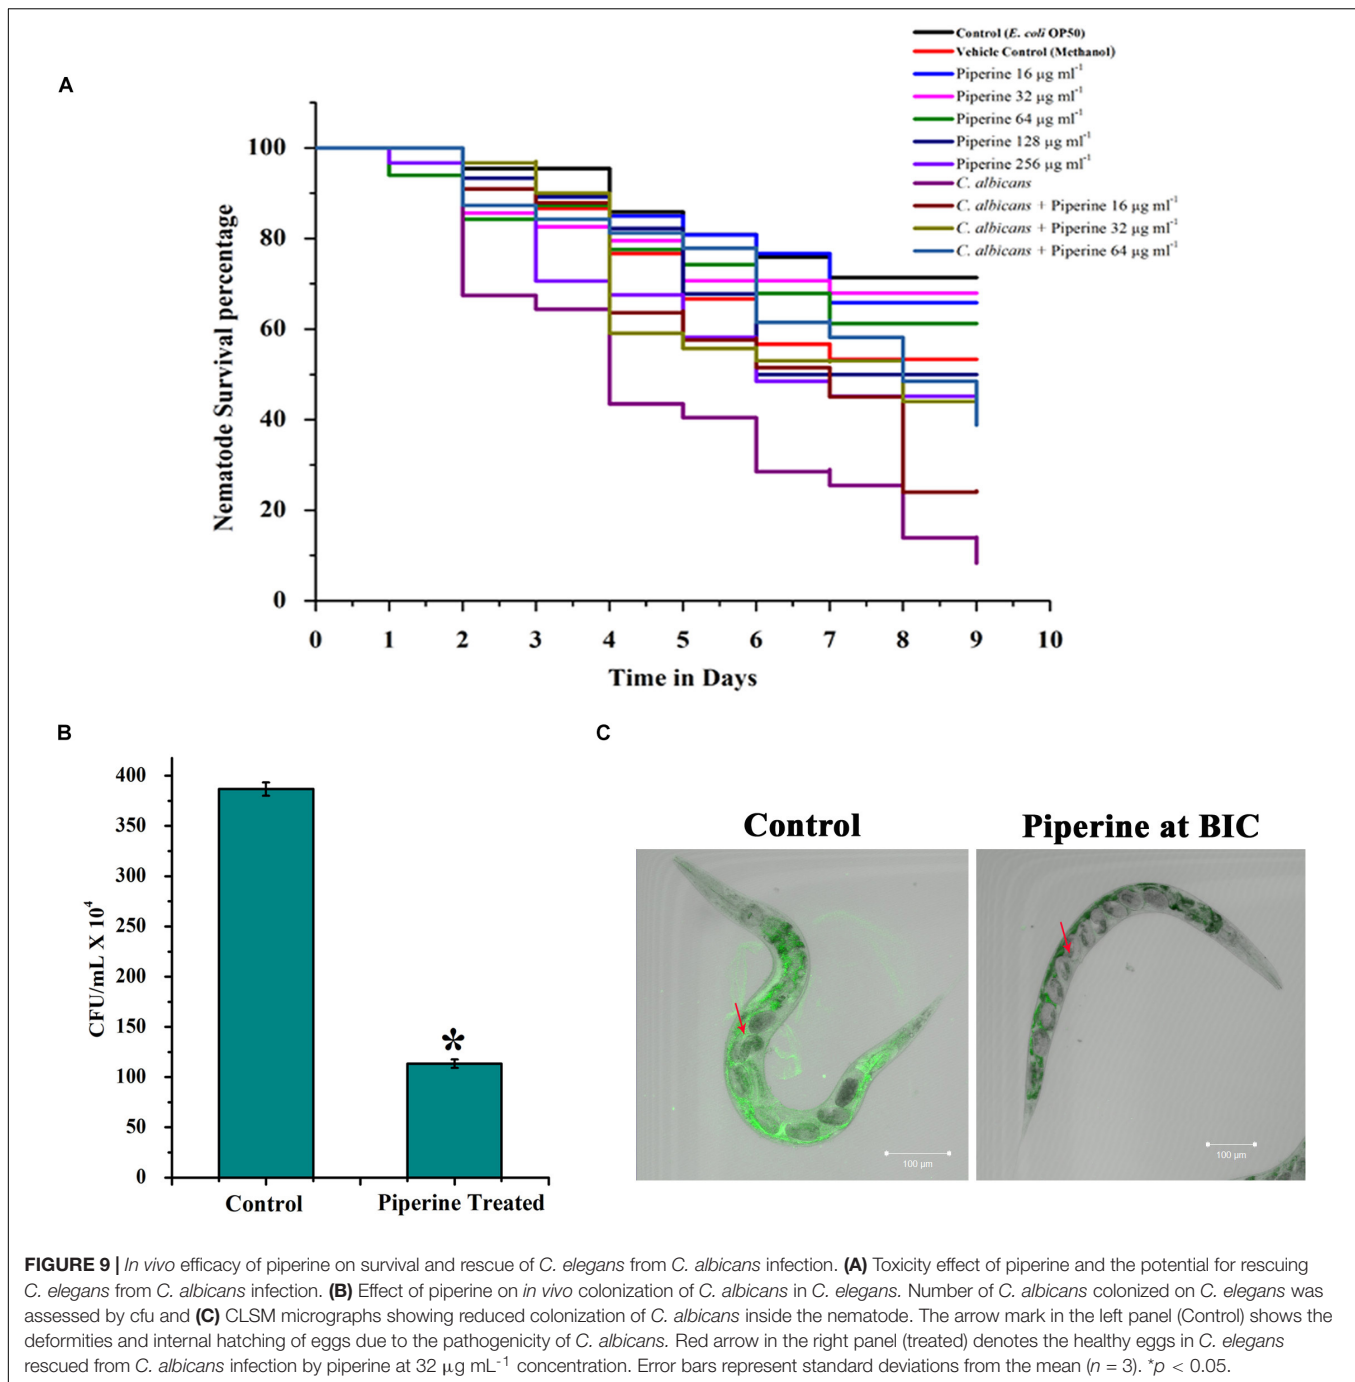 A
Control (E. coli OP50)
Vehicle Control (Methanol)
Piperine 16 µg ml-1
Piperine 32 µg ml-1
Piperine 64 µg ml-1
Piperine 128 µg ml-1
Piperine 256 µg ml-1
C. albicans
C. albicans + Piperine 16 µg ml-1
C. albicans + Piperine 32 µg ml-1
C. albicans + Piperine 64 µg ml-1
Nematode Survival percentage
100
80
60
40
20
0
0 1 2 3 4 5 6 7 8 9 10
Time in Days
B
CFU/mL X 10^4
400
350
300
250
200
150
100
50
0
*
Control Piperine Treated
C
Control Piperine at BIC
100 µm 100 µm
FIGURE 9 | In vivo efficacy of piperine on survival and rescue of C. elegans from C. albicans infection. (A) Toxicity effect of piperine and the potential for rescuing
C. elegans from C. albicans infection. (B) Effect of piperine on in vivo colonization of C. albicans in C. elegans. Number of C. albicans colonized on C. elegans was
assessed by cfu and (C) CLSM micrographs showing reduced colonization of C. albicans inside the nematode. The arrow mark in the left panel (Control) shows the
deformities and internal hatching of eggs due to the pathogenicity of C. albicans. Red arrow in the right panel (treated) denotes the healthy eggs in C. elegans
rescued from C. albicans infection by piperine at 32 µg mL-1 concentration. Error bars represent standard deviations from the mean (n = 3). *p < 0.05.